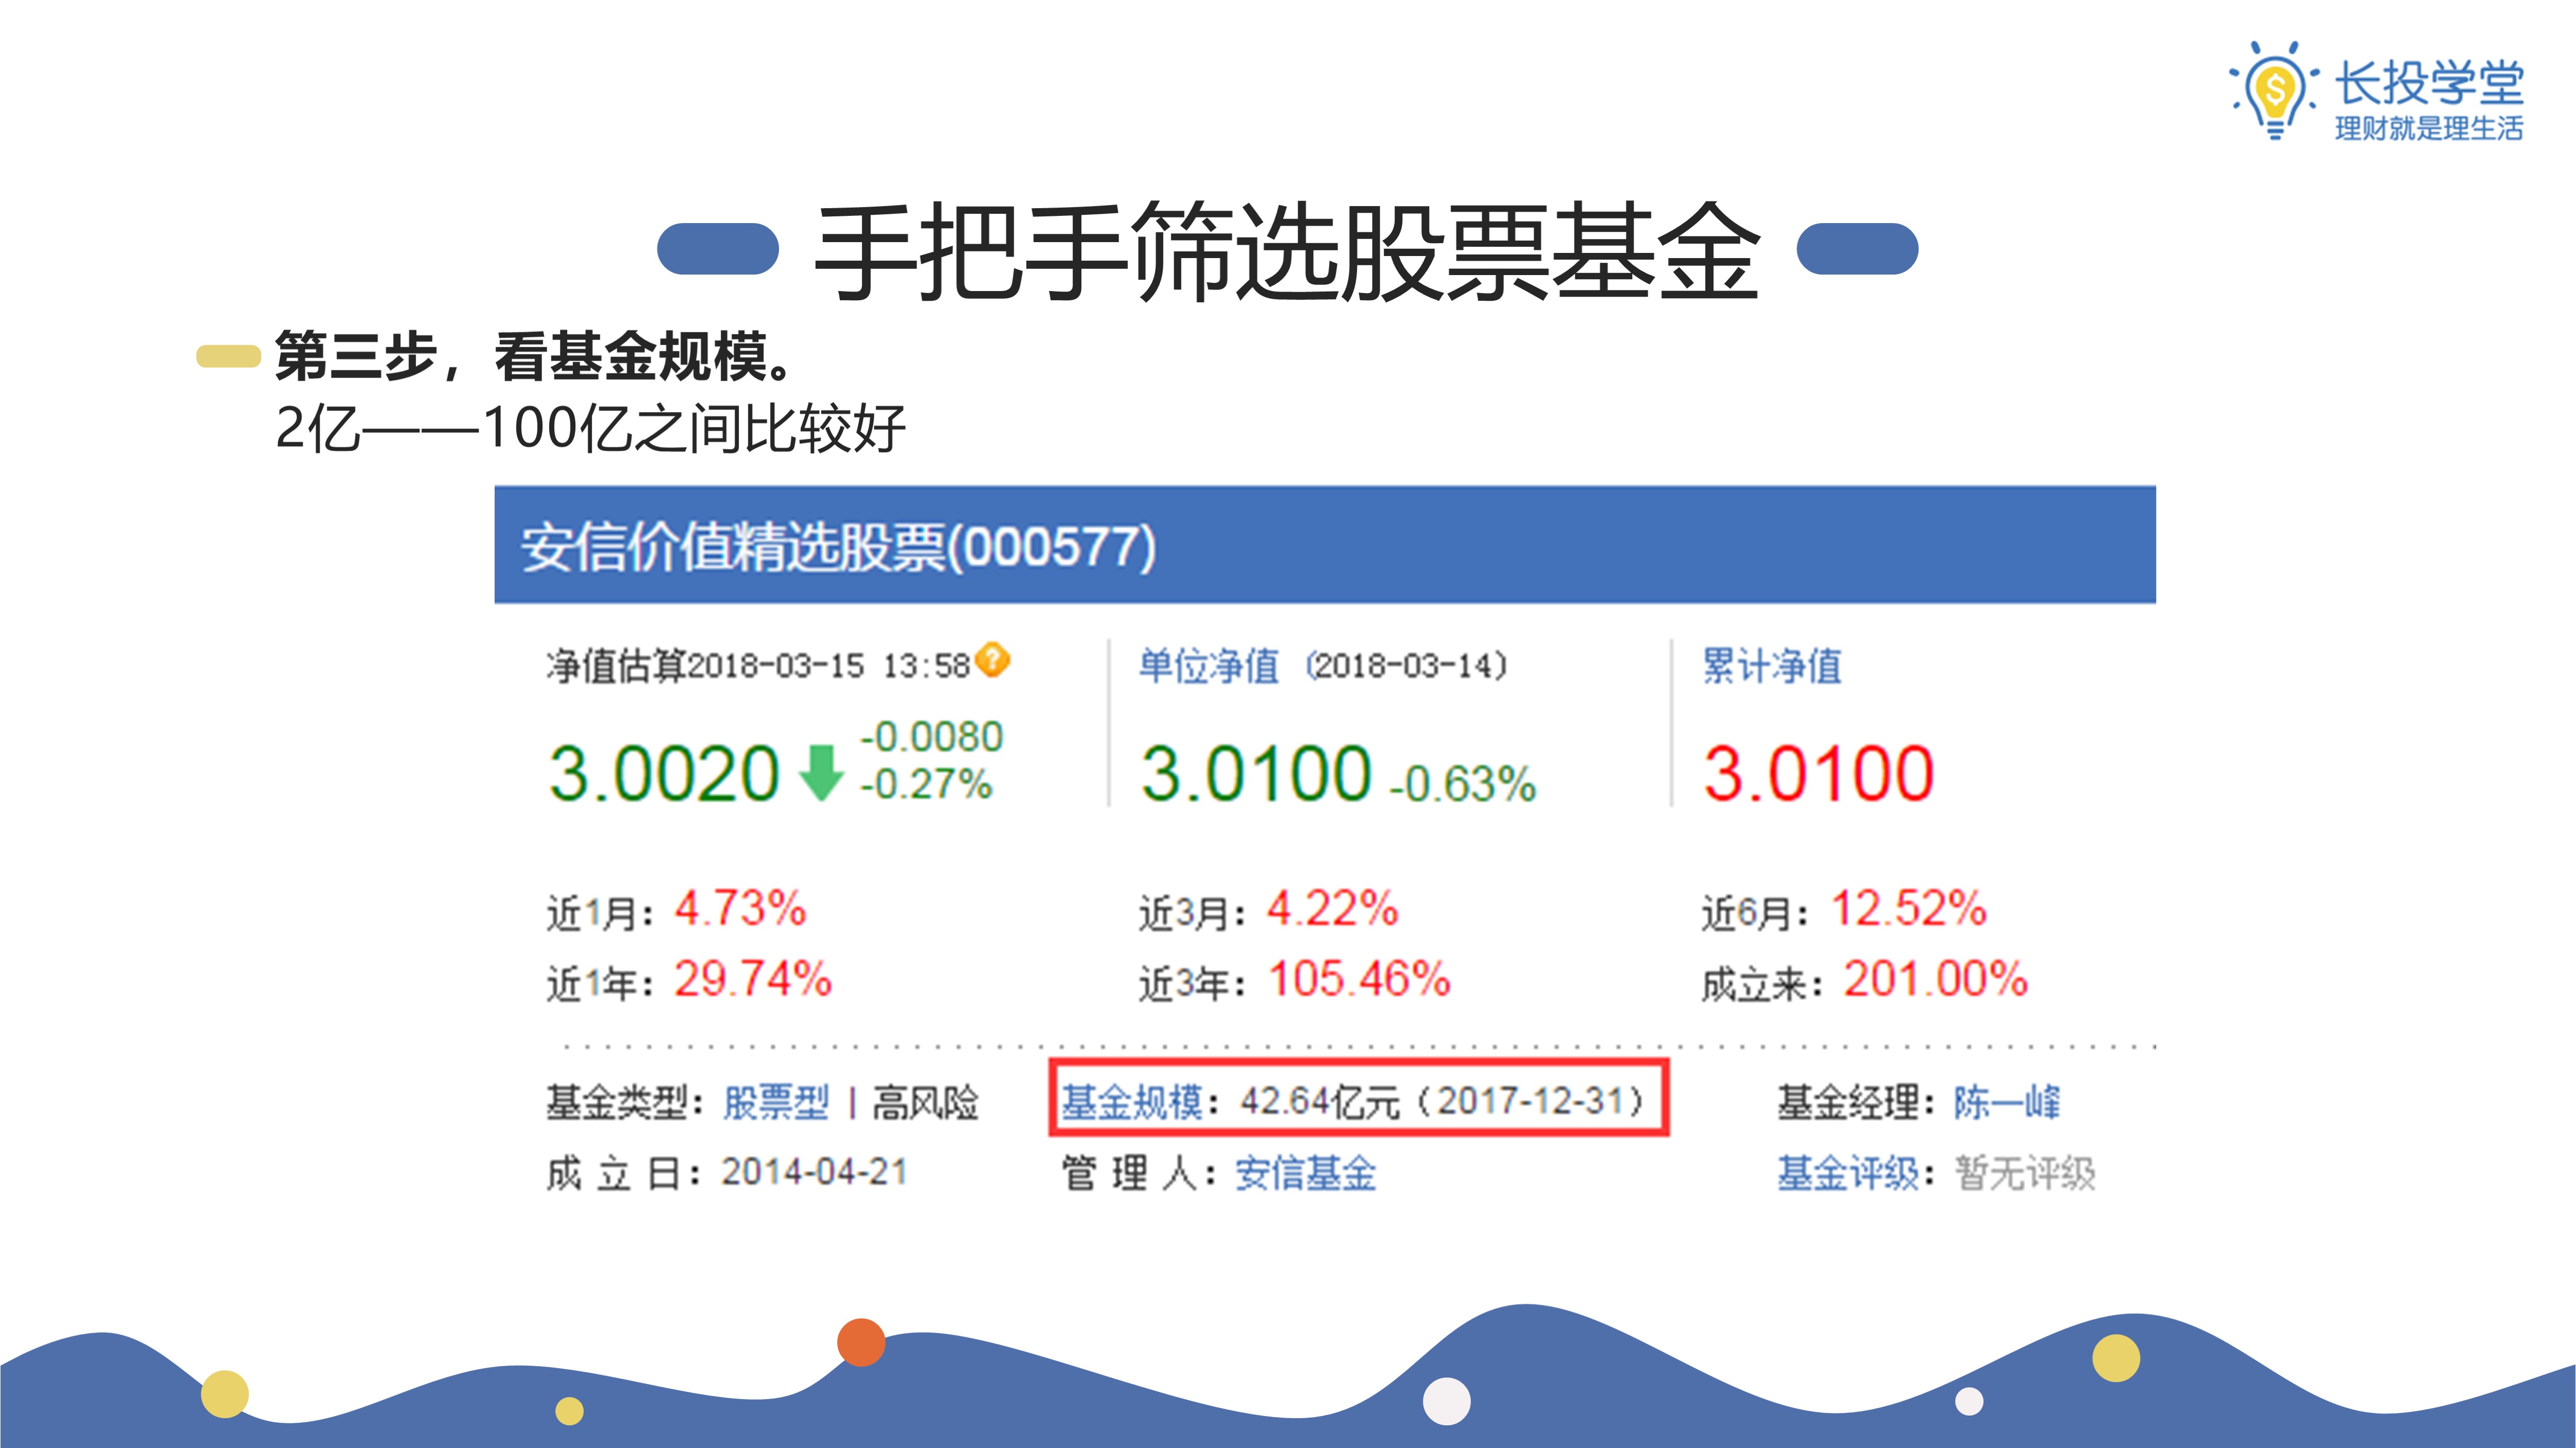 长投学堂
理财就是理生活
手把手筛选股票基金
第三步，看基金规模。
2亿——100亿之间比较好
安信价值精选股票(000577)
净值估算2018-03-15 13:58 ?
单位净值 (2018-03-14)
累计净值
3.0020 -0.0080 -0.27%
3.0100 -0.63%
3.0100
近1月：4.73% 近3月：4.22% 近6月：12.52%
近1年：29.74% 近3年：105.46% 成立来：201.00%
基金类型：股票型 | 高风险 基金规模：42.64亿元（2017-12-31） 基金经理：陈一峰
成 立 日：2014-04-21 管 理 人：安信基金 基金评级：暂无评级